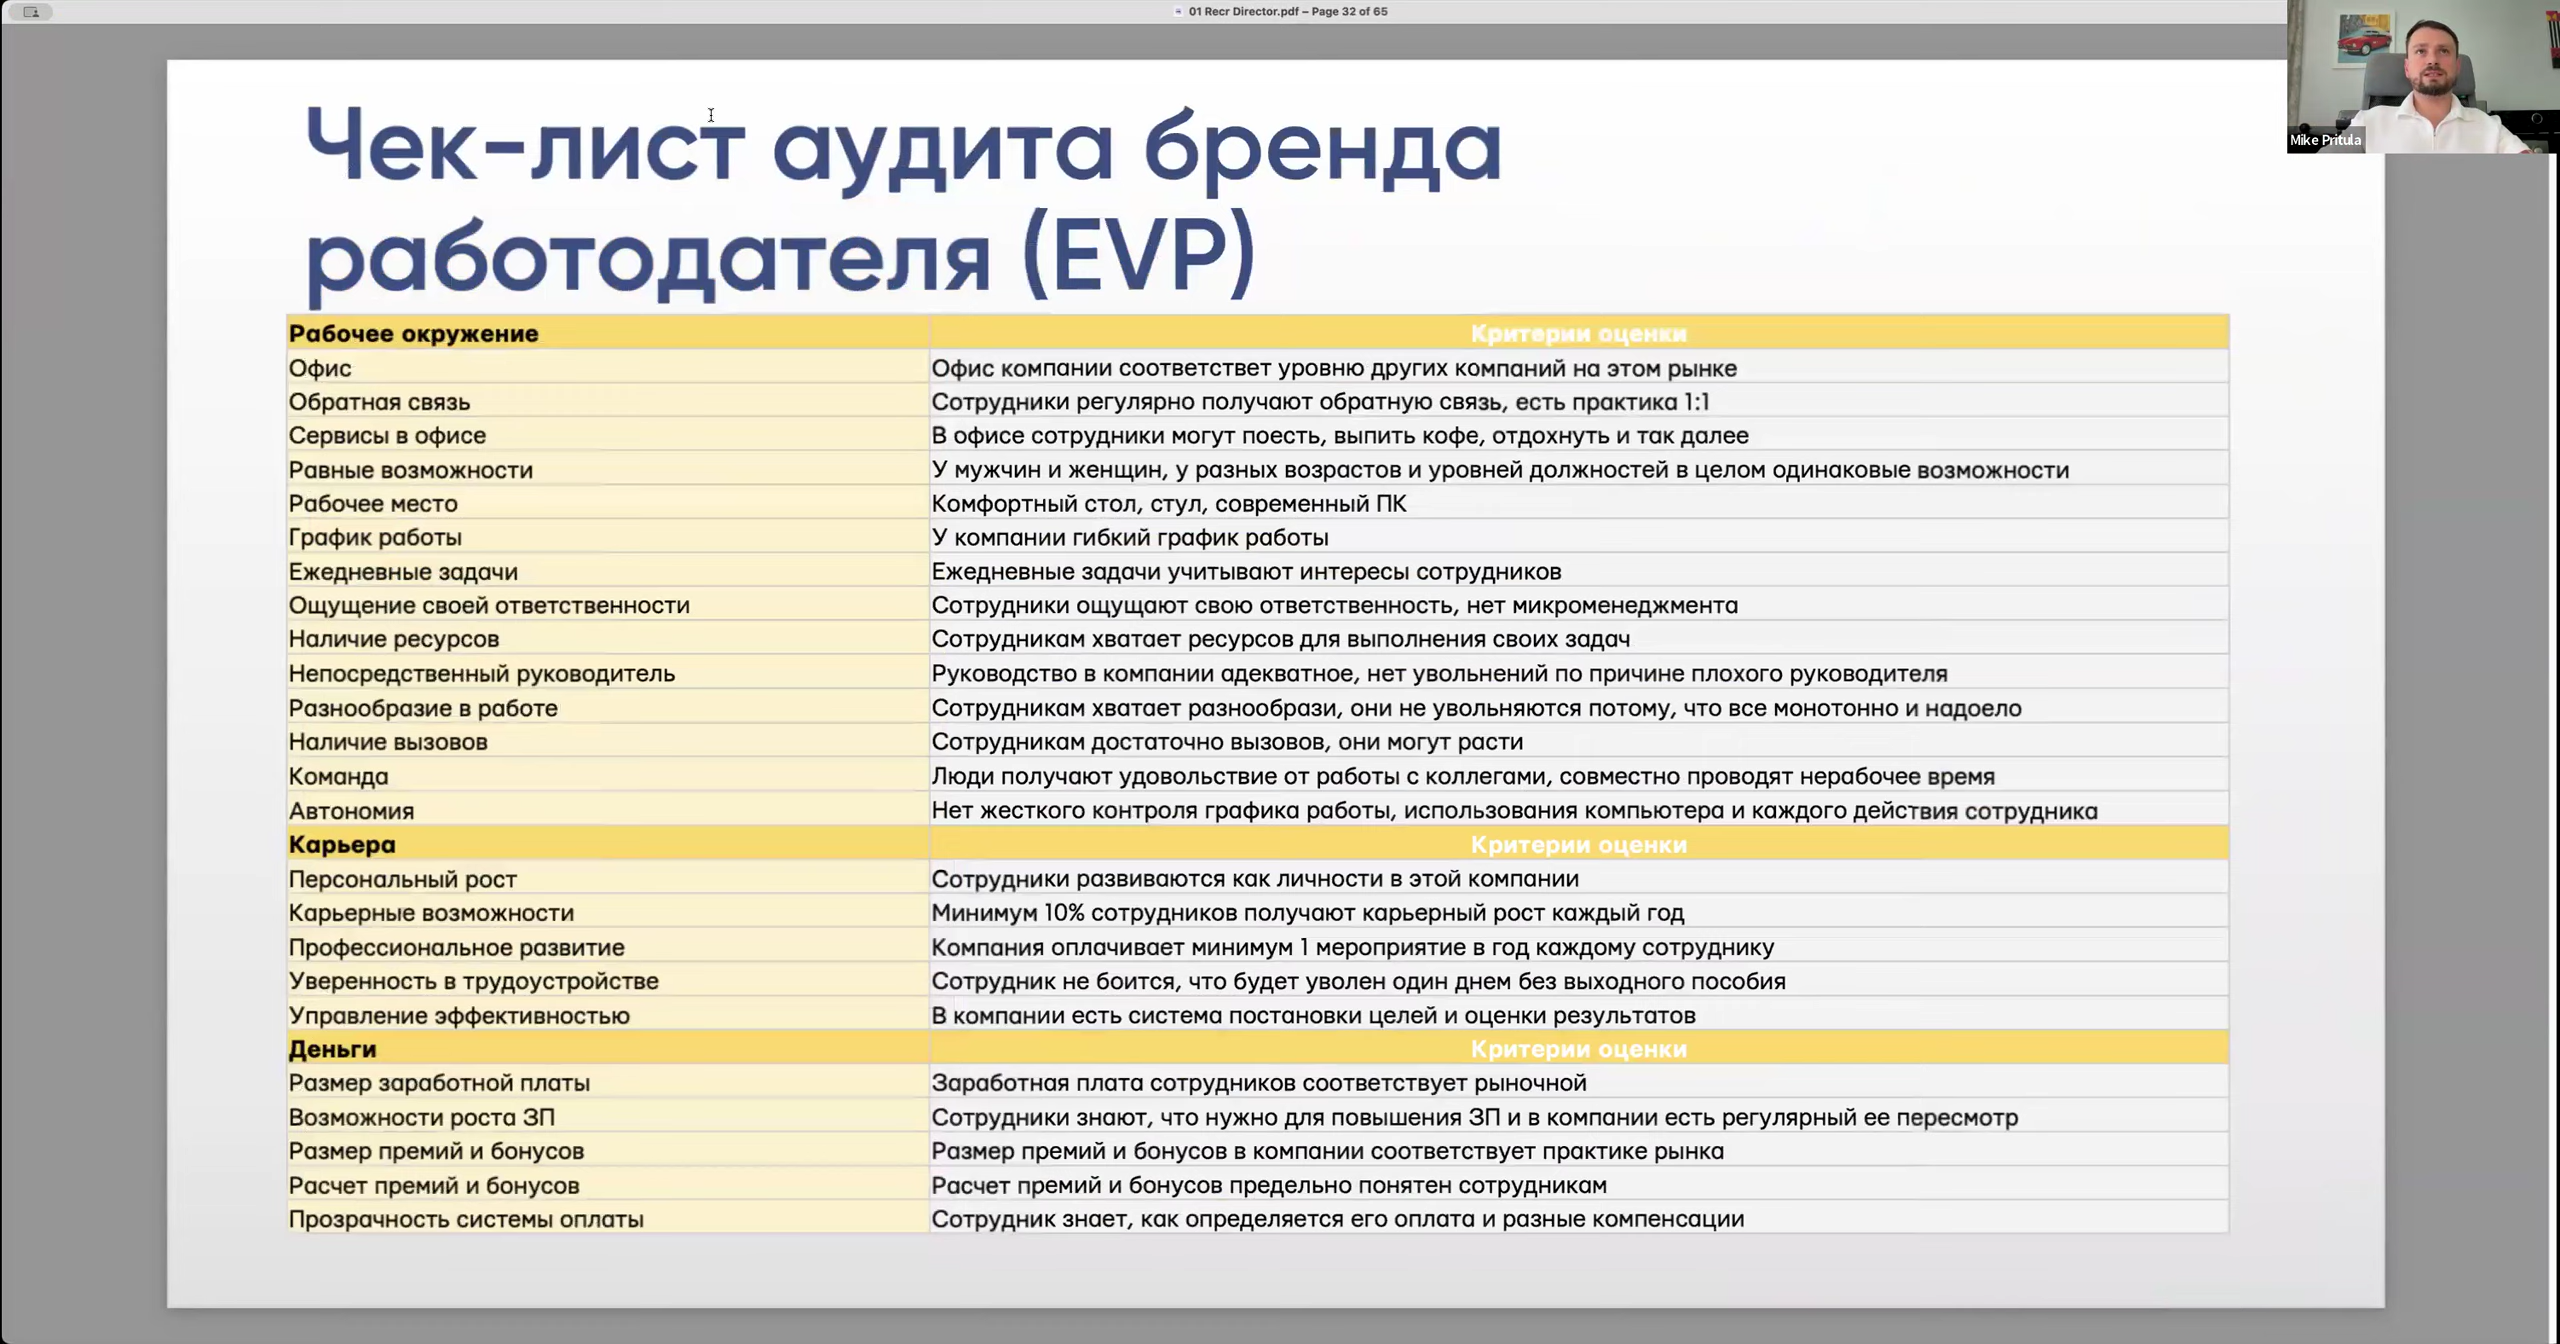 01 Recr Director.pdf – Page 32 of 65
Mike Pritula
Чек-лист аудита бренда
работодателя (EVP)
Рабочее окружение Критерии оценки
Офис Офис компании соответствет уровню других компаний на этом рынке
Обратная связь Сотрудники регулярно получают обратную связь, есть практика 1:1
Сервисы в офисе В офисе сотрудники могут поесть, выпить кофе, отдохнуть и так далее
Равные возможности У мужчин и женщин, у разных возрастов и уровней должностей в целом одинаковые возможности
Рабочее место Комфортный стол, стул, современный ПК
График работы У компании гибкий график работы
Ежедневные задачи Ежедневные задачи учитывают интересы сотрудников
Ощущение своей ответственности Сотрудники ощущают свою ответственность, нет микроменеджмента
Наличие ресурсов Сотрудникам хватает ресурсов для выполнения своих задач
Непосредственный руководитель Руководство в компании адекватное, нет увольнений по причине плохого руководителя
Разнообразие в работе Сотрудникам хватает разнообрази, они не увольняются потому, что все монотонно и надоело
Наличие вызовов Сотрудникам достаточно вызовов, они могут расти
Команда Люди получают удовольствие от работы с коллегами, совместно проводят нерабочее время
Автономия Нет жесткого контроля графика работы, использования компьютера и каждого действия сотрудника
Карьера Критерии оценки
Персональный рост Сотрудники развиваются как личности в этой компании
Карьерные возможности Минимум 10% сотрудников получают карьерный рост каждый год
Профессиональное развитие Компания оплачивает минимум 1 мероприятие в год каждому сотруднику
Уверенность в трудоустройстве Сотрудник не боится, что будет уволен один днем без выходного пособия
Управление эффективностью В компании есть система постановки целей и оценки результатов
Деньги Критерии оценки
Размер заработной платы Заработная плата сотрудников соответствует рыночной
Возможности роста ЗП Сотрудники знают, что нужно для повышения ЗП и в компании есть регулярный ее пересмотр
Размер премий и бонусов Размер премий и бонусов в компании соответствует практике рынка
Расчет премий и бонусов Расчет премий и бонусов предельно понятен сотрудникам
Прозрачность системы оплаты Сотрудник знает, как определяется его оплата и разные компенсации